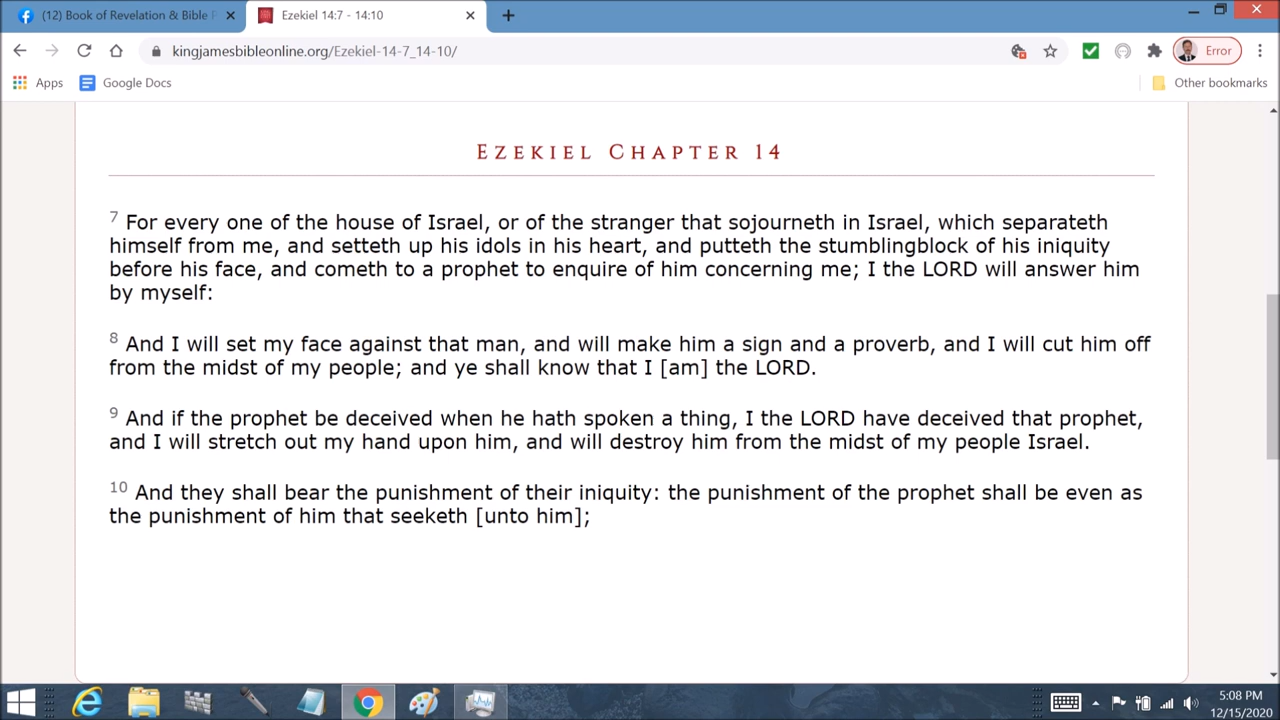 (12) Book of Revelation & Bible P
Ezekiel 14:7 - 14:10
kingjamesbibleonline.org/Ezekiel-14-7_14-10/
Error
Apps
Google Docs
Other bookmarks
EZEKIEL CHAPTER 14
7 For every one of the house of Israel, or of the stranger that sojourneth in Israel, which separateth
himself from me, and setteth up his idols in his heart, and putteth the stumblingblock of his iniquity
before his face, and cometh to a prophet to enquire of him concerning me; I the LORD will answer him
by myself:
8 And I will set my face against that man, and will make him a sign and a proverb, and I will cut him off
from the midst of my people; and ye shall know that I [am] the LORD.
9 And if the prophet be deceived when he hath spoken a thing, I the LORD have deceived that prophet,
and I will stretch out my hand upon him, and will destroy him from the midst of my people Israel.
10 And they shall bear the punishment of their iniquity: the punishment of the prophet shall be even as
the punishment of him that seeketh [unto him];
5:08 PM
12/15/2020